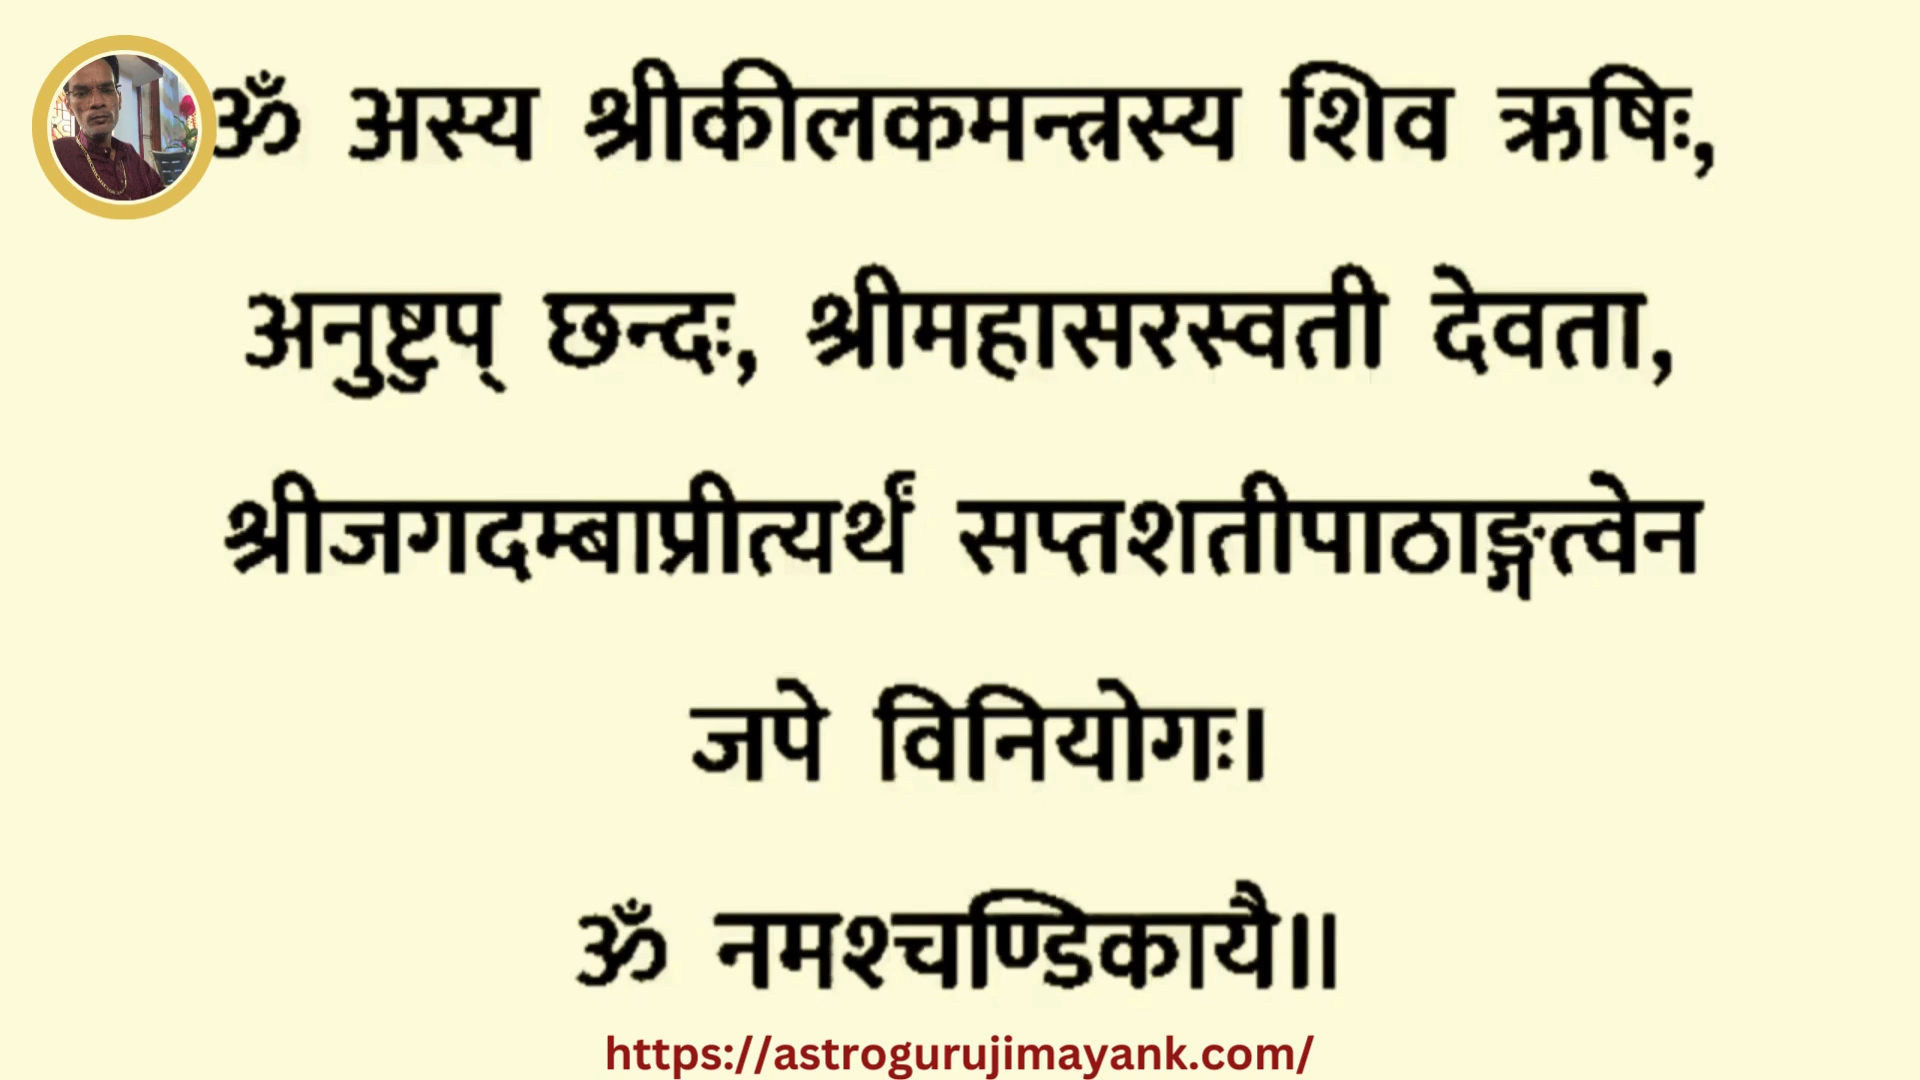 ॐ अस्य श्रीकीलकमन्त्रस्य शिव ऋषिः,
अनुष्टुप् छन्दः, श्रीमहासरस्वती देवता,
श्रीजगदम्बाप्रीत्यर्थं सप्तशतीपाठाङ्गत्वेन
जपे विनियोगः।
ॐ नमश्चण्डिकायै॥
https://astrogurujimayank.com/